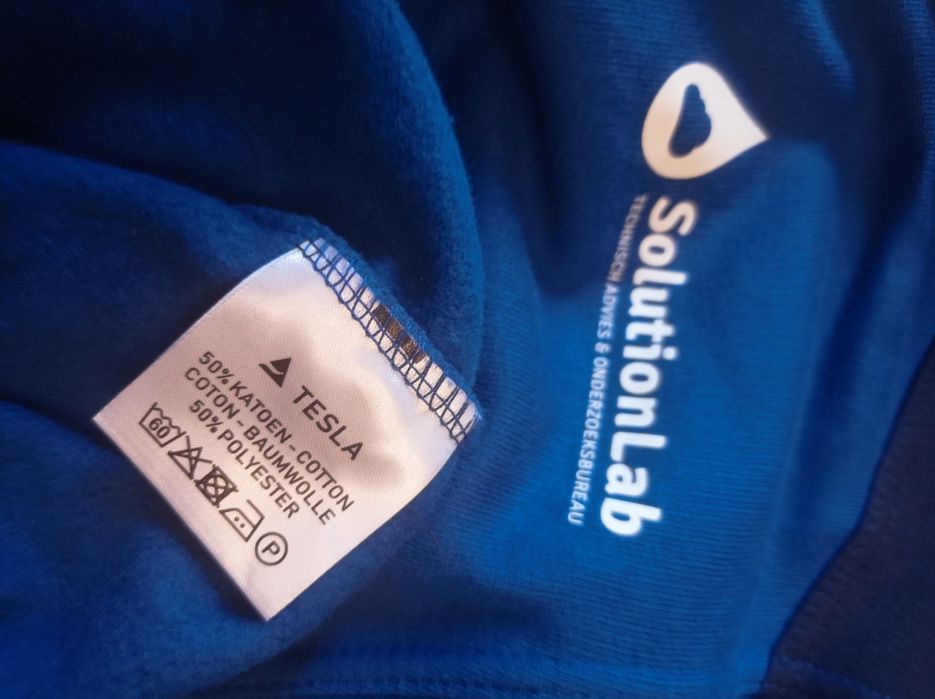 TESLA
50% KATOEN - COTTON
COTON - BAUMWOLLE
50% POLYESTER
60
P
SolutionLab
TECHNISCH ADVIES & ONDERZOEKSBUREAU